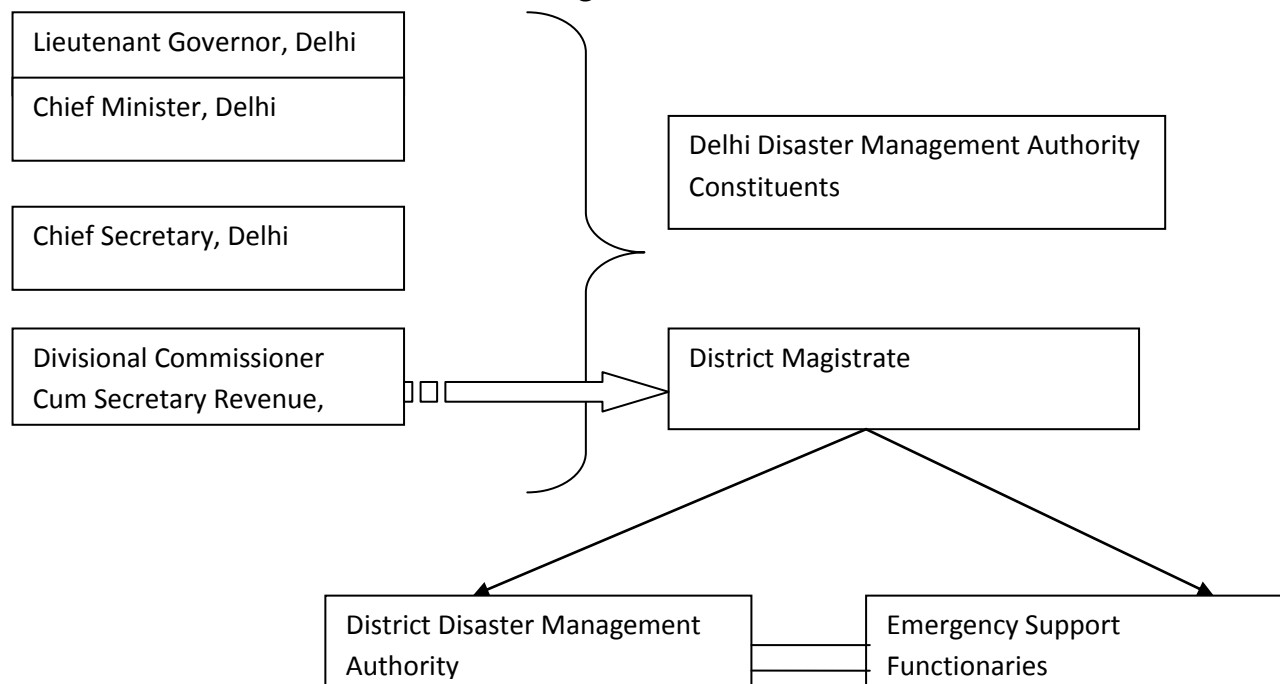 Lieutenant Governor, Delhi
Chief Minister, Delhi
Delhi Disaster Management Authority
Constituents
Chief Secretary, Delhi
Divisional Commissioner
Cum Secretary Revenue,
District Magistrate
District Disaster Management
Authority
Emergency Support
Functionaries